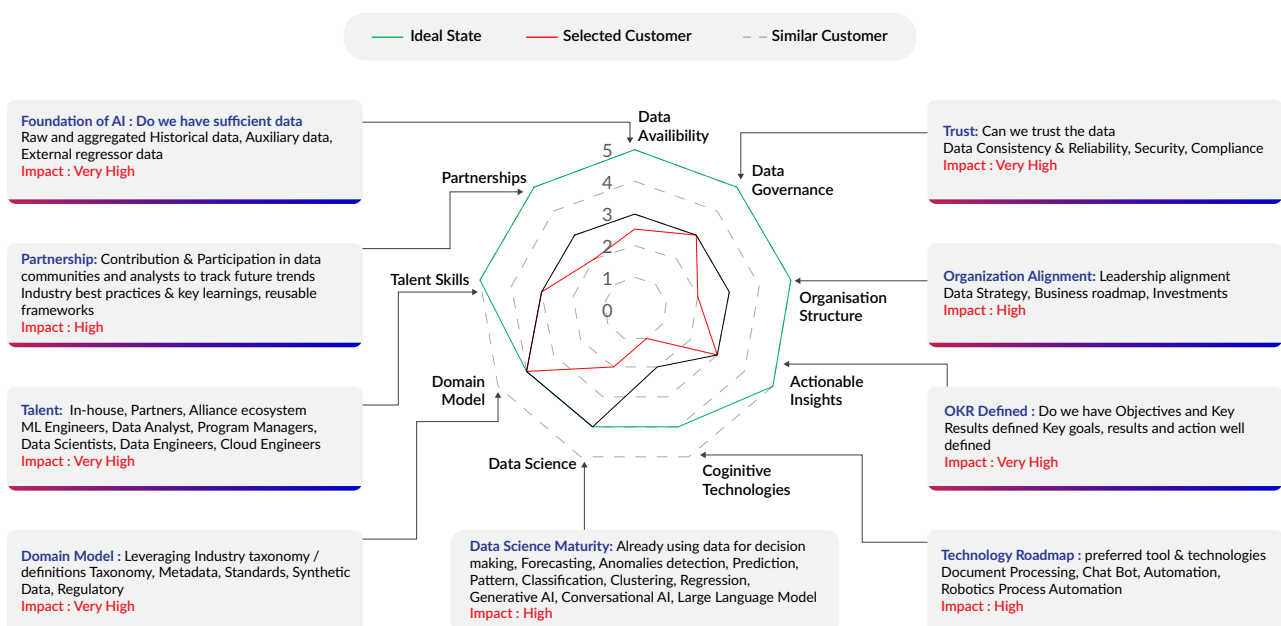 Ideal State
Selected Customer
Similar Customer
Foundation of AI : Do we have sufficient data
Raw and aggregated Historical data, Auxiliary data,
External regressor data
Impact : Very High
Partnership: Contribution & Participation in data
communities and analysts to track future trends
Industry best practices & key learnings, reusable
frameworks
Impact : High
Talent: In-house, Partners, Alliance ecosystem
ML Engineers, Data Analyst, Program Managers,
Data Scientists, Data Engineers, Cloud Engineers
Impact : Very High
Domain Model : Leveraging Industry taxonomy /
definitions Taxonomy, Metadata, Standards, Synthetic
Data, Regulatory
Impact : Very High
Data
Availibility
Data
Governance
Organisation
Structure
Actionable
Insights
Coginitive
Technologies
Data Science
Domain
Model
Talent Skills
Partnerships
5
4
3
2
1
0
Data Science Maturity: Already using data for decision
making, Forecasting, Anomalies detection, Prediction,
Pattern, Classification, Clustering, Regression,
Generative AI, Conversational AI, Large Language Model
Impact : High
Trust: Can we trust the data
Data Consistency & Reliability, Security, Compliance
Impact : Very High
Organization Alignment: Leadership alignment
Data Strategy, Business roadmap, Investments
Impact : High
OKR Defined : Do we have Objectives and Key
Results defined Key goals, results and action well
defined
Impact : Very High
Technology Roadmap : preferred tool & technologies
Document Processing, Chat Bot, Automation,
Robotics Process Automation
Impact : High